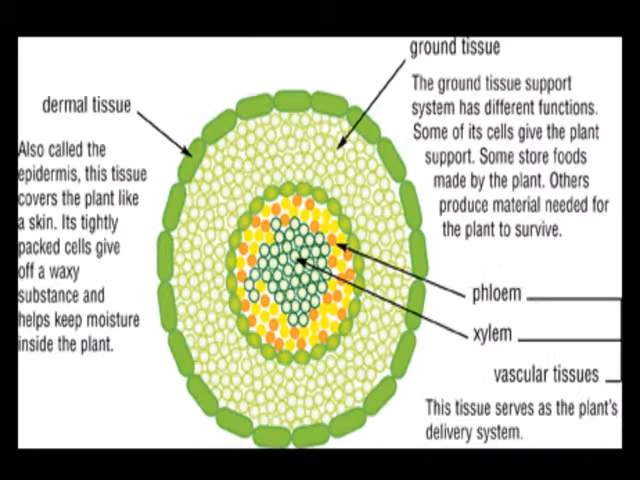 ground tissue
The ground tissue support
system has different functions.
Some of its cells give the plant
support. Some store foods
made by the plant. Others
produce material needed for
the plant to survive.
dermal tissue
Also called the
epidermis, this tissue
covers the plant like
a skin. Its tightly
packed cells give
off a waxy
substance and
helps keep moisture
inside the plant.
phloem
xylem
vascular tissues
This tissue serves as the plant's
delivery system.